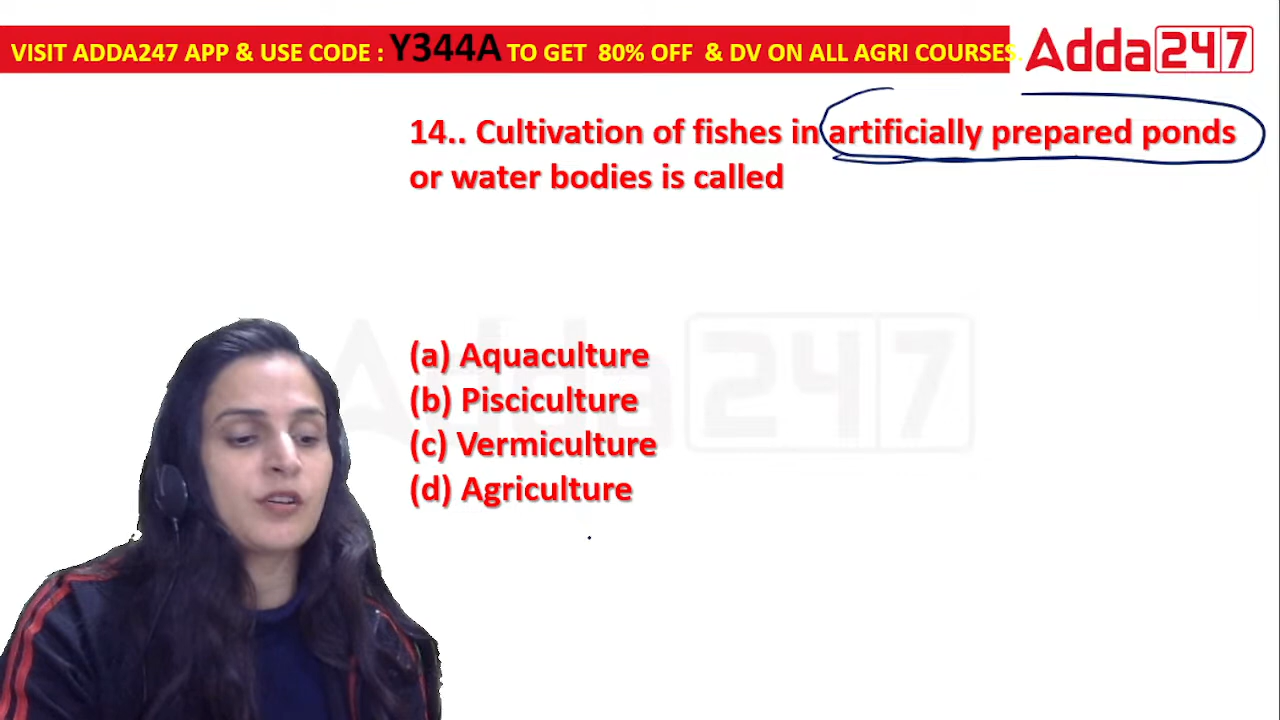 VISIT ADDA247 APP & USE CODE : Y344A TO GET 80% OFF & DV ON ALL AGRI COURSES.
Adda247
14.. Cultivation of fishes in artificially prepared ponds
or water bodies is called
Adda247
(a) Aquaculture
(b) Pisciculture
(c) Vermiculture
(d) Agriculture